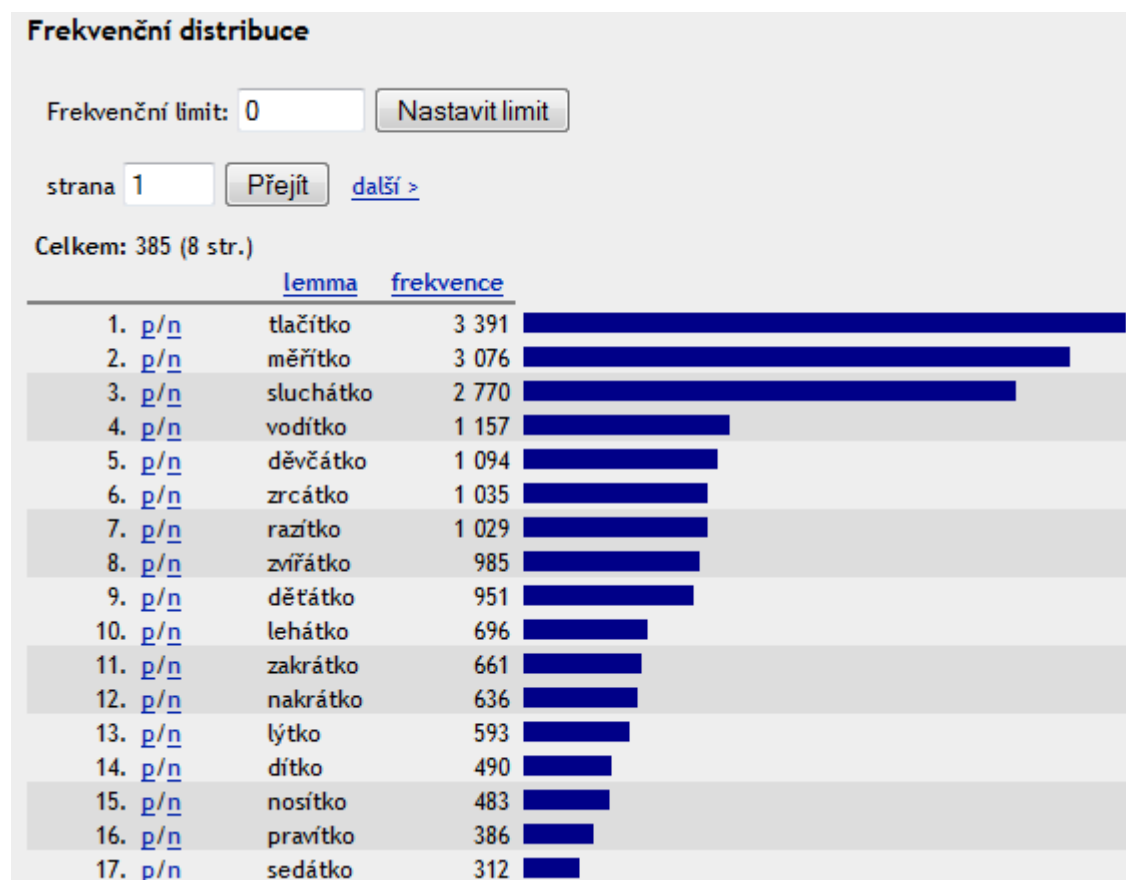 Frekvenční distribuce
Frekvenční limit: 0 Nastavit limit
strana 1 Přejít další >
Celkem: 385 (8 str.)
lemma frekvence
1. p/n tlačítko 3 391
2. p/n měřítko 3 076
3. p/n sluchátko 2 770
4. p/n vodítko 1 157
5. p/n děvčátko 1 094
6. p/n zrcátko 1 035
7. p/n razítko 1 029
8. p/n zvířátko 985
9. p/n děťátko 951
10. p/n lehátko 696
11. p/n zakrátko 661
12. p/n nakrátko 636
13. p/n lýtko 593
14. p/n dítko 490
15. p/n nosítko 483
16. p/n pravítko 386
17. p/n sedátko 312